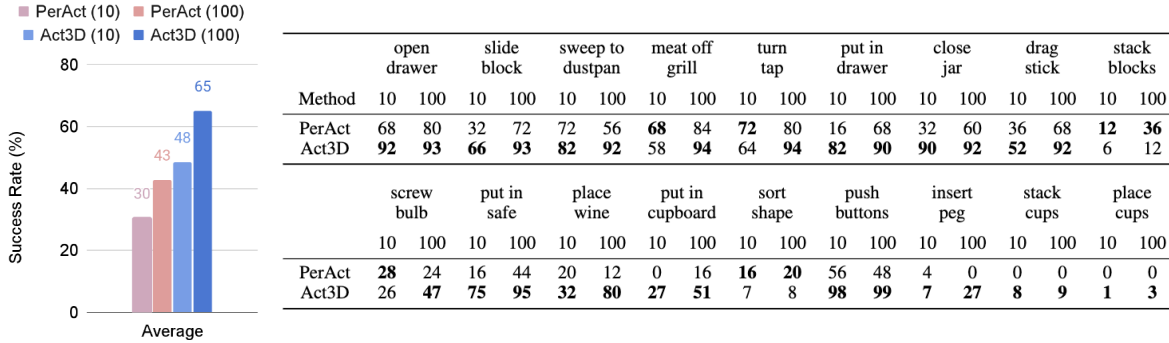 PerAct (10) PerAct (100)
Act3D (10) Act3D (100)
80
60
40
20
0
Success Rate (%)
30
43
48
65
Average
open slide sweep to meat off turn put in close drag stack
drawer block dustpan grill tap drawer jar stick blocks
Method 10 100 10 100 10 100 10 100 10 100 10 100 10 100 10 100 10 100
PerAct 68 80 32 72 72 56 68 84 72 80 16 68 32 60 36 68 12 36
Act3D 92 93 66 93 82 92 58 94 64 94 82 90 90 92 52 92 6 12
screw put in place put in sort push insert stack place
bulb safe wine cupboard shape buttons peg cups cups
10 100 10 100 10 100 10 100 10 100 10 100 10 100 10 100 10 100
PerAct 28 24 16 44 20 12 0 16 16 20 56 48 4 0 0 0 0 0
Act3D 26 47 75 95 32 80 27 51 7 8 98 99 7 27 8 9 1 3